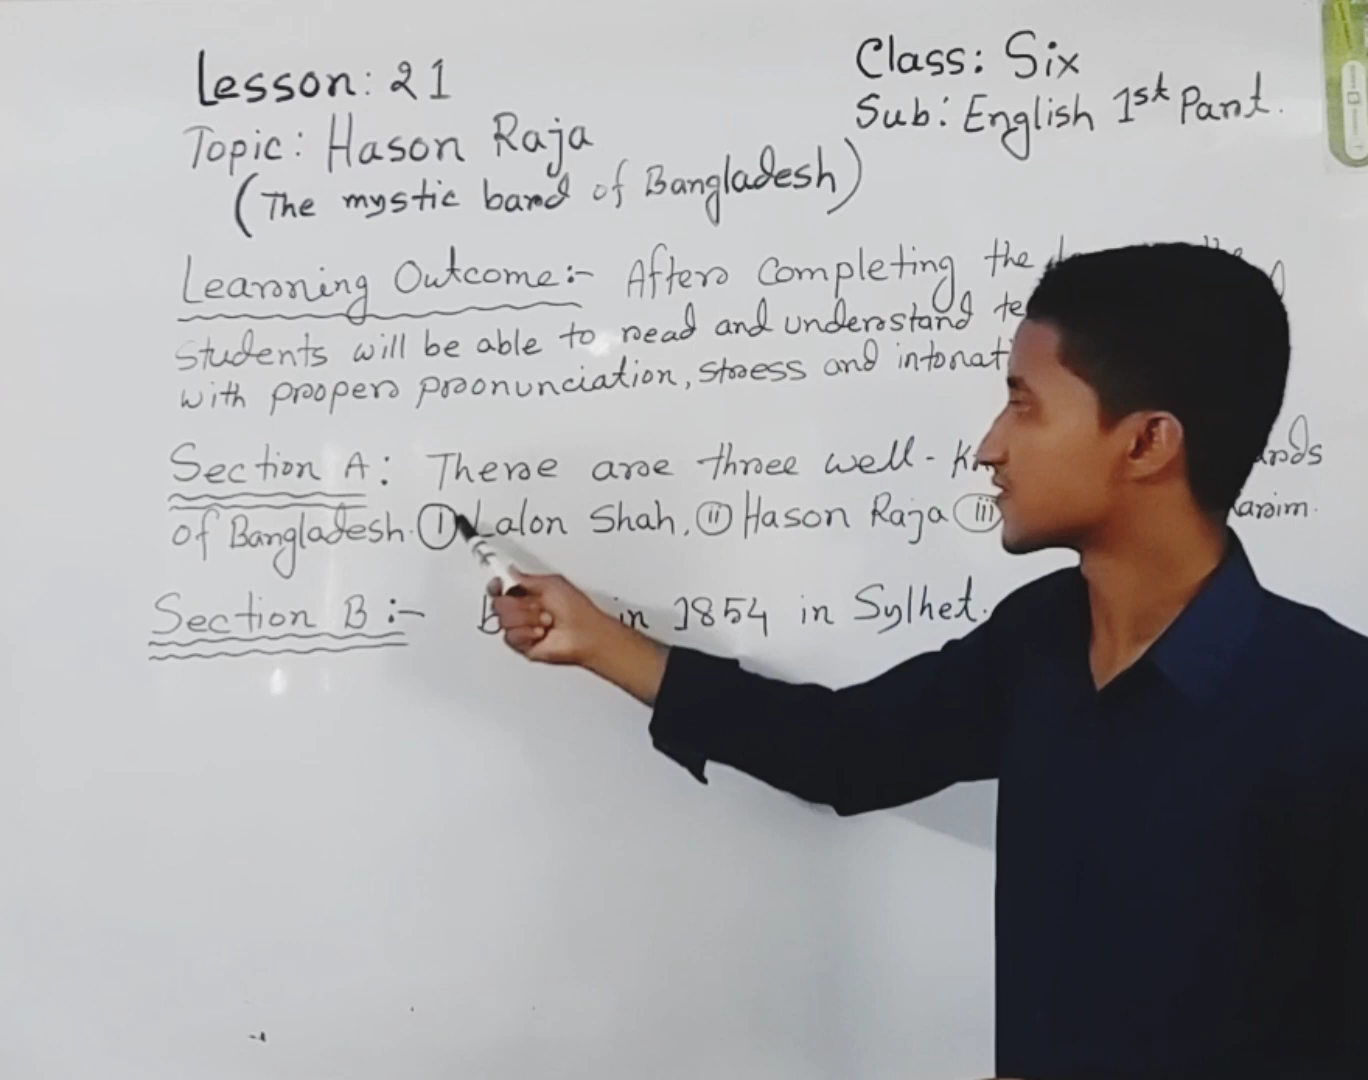 Lesson: 21
Class: Six
Topic: Hason Raja
Sub: English 1st Part.
(The mystic bard of Bangladesh)
Learning Outcome:- After completing the
students will be able to read and understand
with proper pronunciation, stress and
Section A: There are three well-
of Bangladesh. (i) Lalon Shah, (ii) Hason Raja (iii)
Section B :- in 1854 in Sylhet.